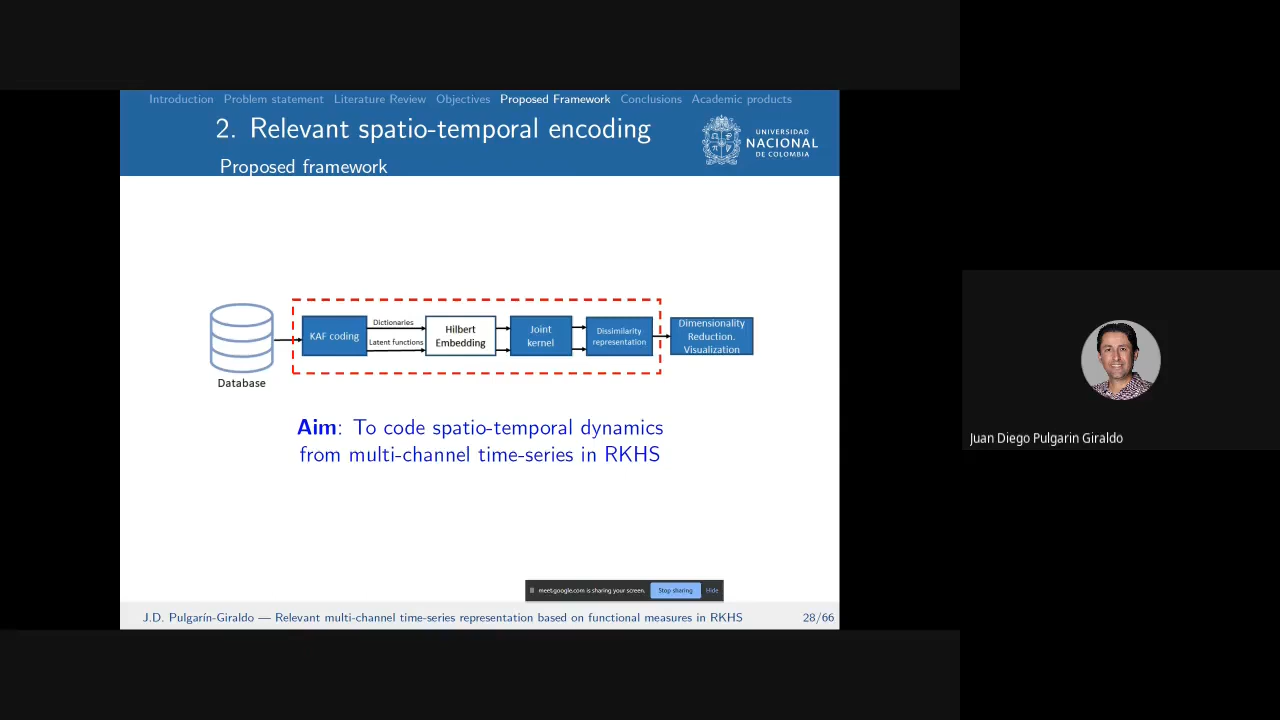 Introduction Problem statement Literature Review Objectives Proposed Framework Conclusions Academic products
2. Relevant spatio-temporal encoding
Proposed framework
UNIVERSIDAD
NACIONAL
DE COLOMBIA
Database
KAF coding
Dictionaries
Latent functions
Hilbert
Embedding
Joint
kernel
Dissimilarity
representation
Dimensionality
Reduction.
Visualization
Aim: To code spatio-temporal dynamics
from multi-channel time-series in RKHS
meet.google.com is sharing your screen. Stop sharing Hide
J.D. Pulgarín-Giraldo — Relevant multi-channel time-series representation based on functional measures in RKHS 28/66
Juan Diego Pulgarin Giraldo